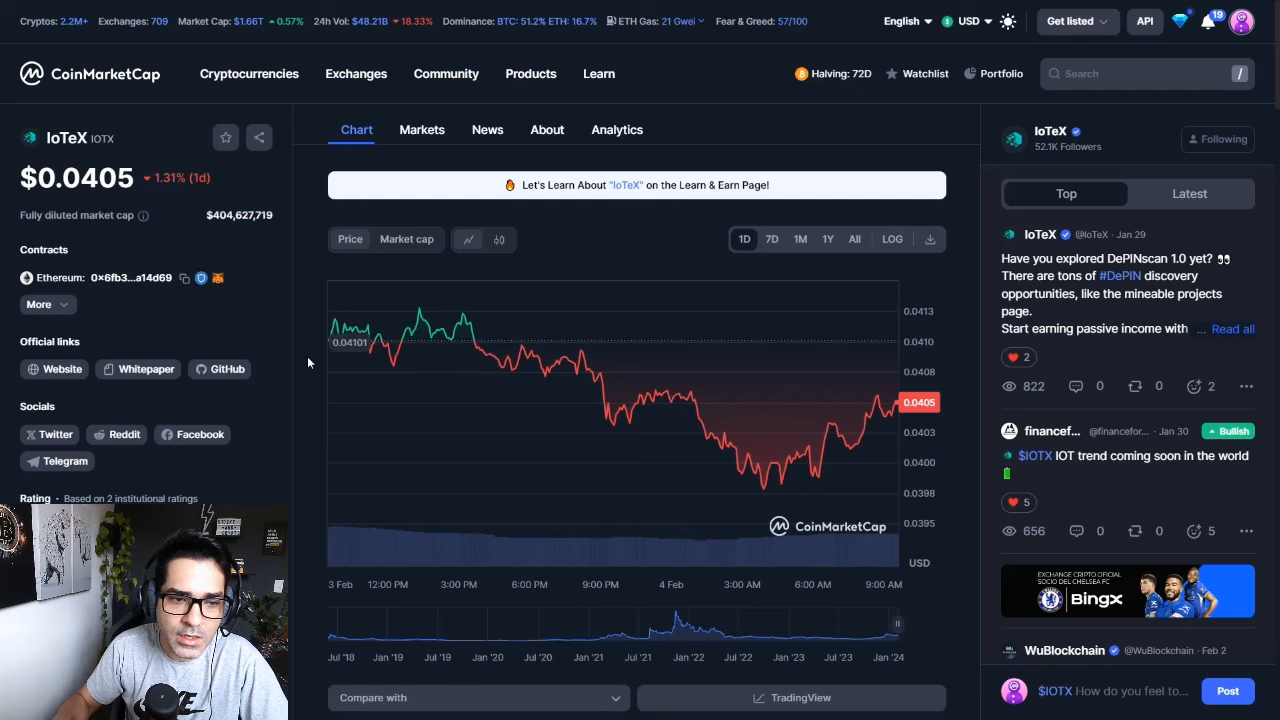 Cryptos: 2.2M+ Exchanges: 709 Market Cap: $1.66T 0.57% 24h Vol: $48.21B 18.33% Dominance: BTC: 51.2% ETH: 16.7% ETH Gas: 21 Gwei Fear & Greed: 57/100
English USD Get listed API 19
CoinMarketCap Cryptocurrencies Exchanges Community Products Learn
Halving: 72D Watchlist Portfolio Search /
IoTeX IOTX
$0.0405 1.31% (1d)
Fully diluted market cap $404,627,719
Contracts
Ethereum: 0x6fb3...a14d69
More
Official links
Website Whitepaper GitHub
Socials
Twitter Reddit Facebook
Telegram
Rating · Based on 2 institutional ratings
Chart Markets News About Analytics
Let's Learn About "IoTeX" on the Learn & Earn Page!
Price Market cap
1D 7D 1M 1Y All LOG
0.04101
0.0413
0.0410
0.0408
0.0405
0.0403
0.0400
0.0398
0.0395
CoinMarketCap
USD
3 Feb 12:00 PM 3:00 PM 6:00 PM 9:00 PM 4 Feb 3:00 AM 6:00 AM 9:00 AM
Jul '18 Jan '19 Jul '19 Jan '20 Jul '20 Jan '21 Jul '21 Jan '22 Jul '22 Jan '23 Jul '23 Jan '24
Compare with TradingView
IoTeX
52.1K Followers
Following
Top Latest
IoTeX @IoTeX · Jan 29
Have you explored DePINscan 1.0 yet?
There are tons of #DePIN discovery
opportunities, like the mineable projects
page.
Start earning passive income with ... Read all
2
822 0 0 2
financef... @financefor... · Jan 30 Bullish
$IOTX IOT trend coming soon in the world
5
656 0 0 5
EXCHANGE CRIPTO OFICIAL
SOCIO DEL CHELSEA FC
BingX
WuBlockchain @WuBlockchain · Feb 2
$IOTX How do you feel to... Post